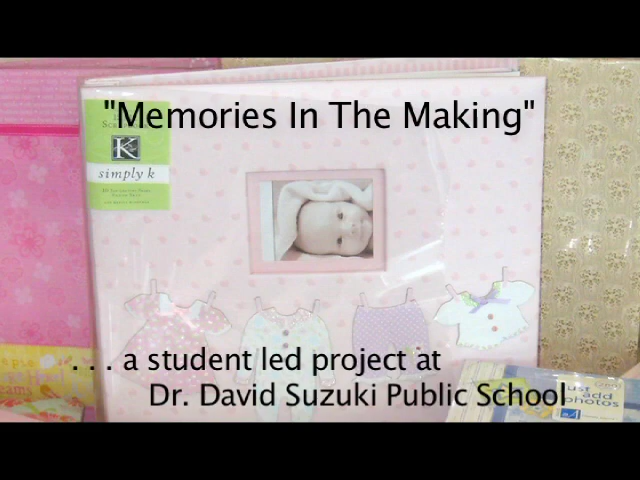 "Memories In The Making"
K
simply k
. . . a student led project at
Dr. David Suzuki Public School
just
add
photos